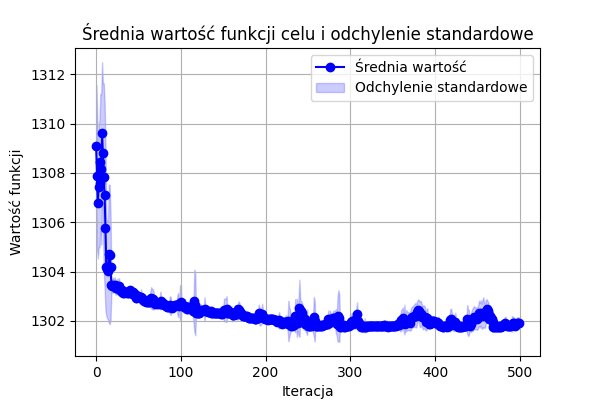 Średnia wartość funkcji celu i odchylenie standardowe
Średnia wartość
Odchylenie standardowe
Wartość funkcji
1312
1310
1308
1306
1304
1302
0 100 200 300 400 500
Iteracja